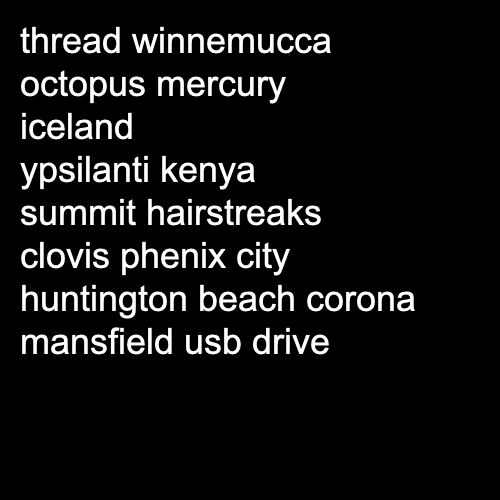 thread winnemucca
octopus mercury
iceland
ypsilanti kenya
summit hairstreaks
clovis phenix city
huntington beach corona
mansfield usb drive